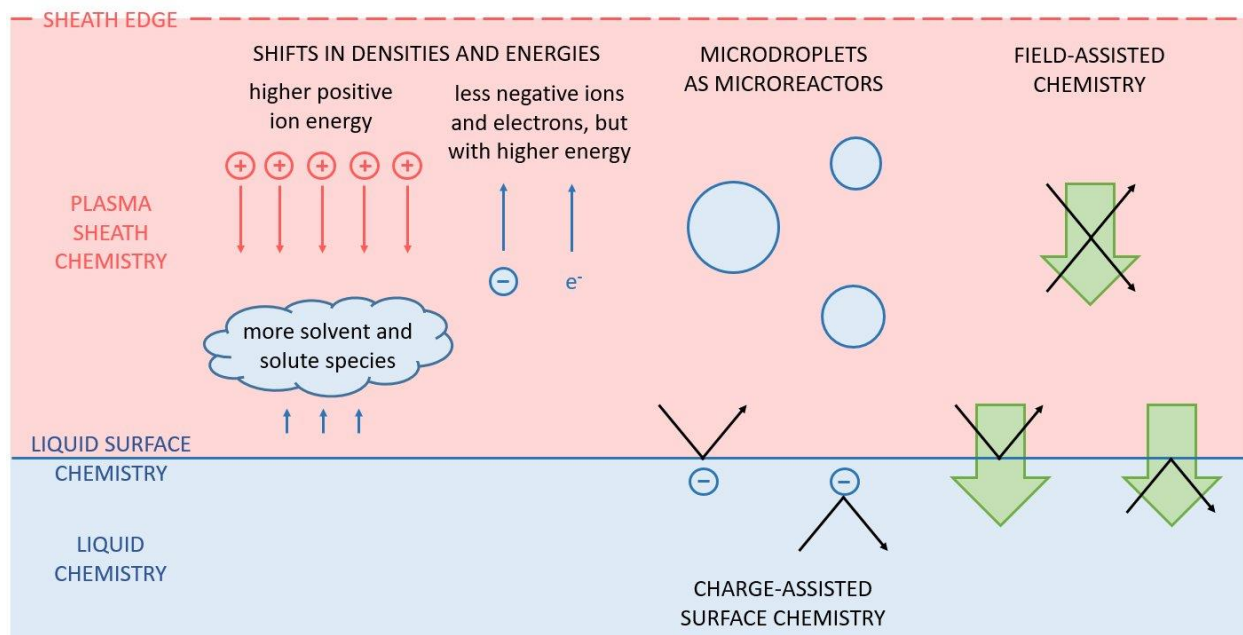 SHEATH EDGE
SHIFTS IN DENSITIES AND ENERGIES
higher positive
ion energy
+ + + + +
less negative ions
and electrons, but
with higher energy
− e⁻
MICRODROPLETS
AS MICROREACTORS
FIELD-ASSISTED
CHEMISTRY
PLASMA
SHEATH
CHEMISTRY
more solvent and
solute species
LIQUID SURFACE
CHEMISTRY
− −
LIQUID
CHEMISTRY
CHARGE-ASSISTED
SURFACE CHEMISTRY